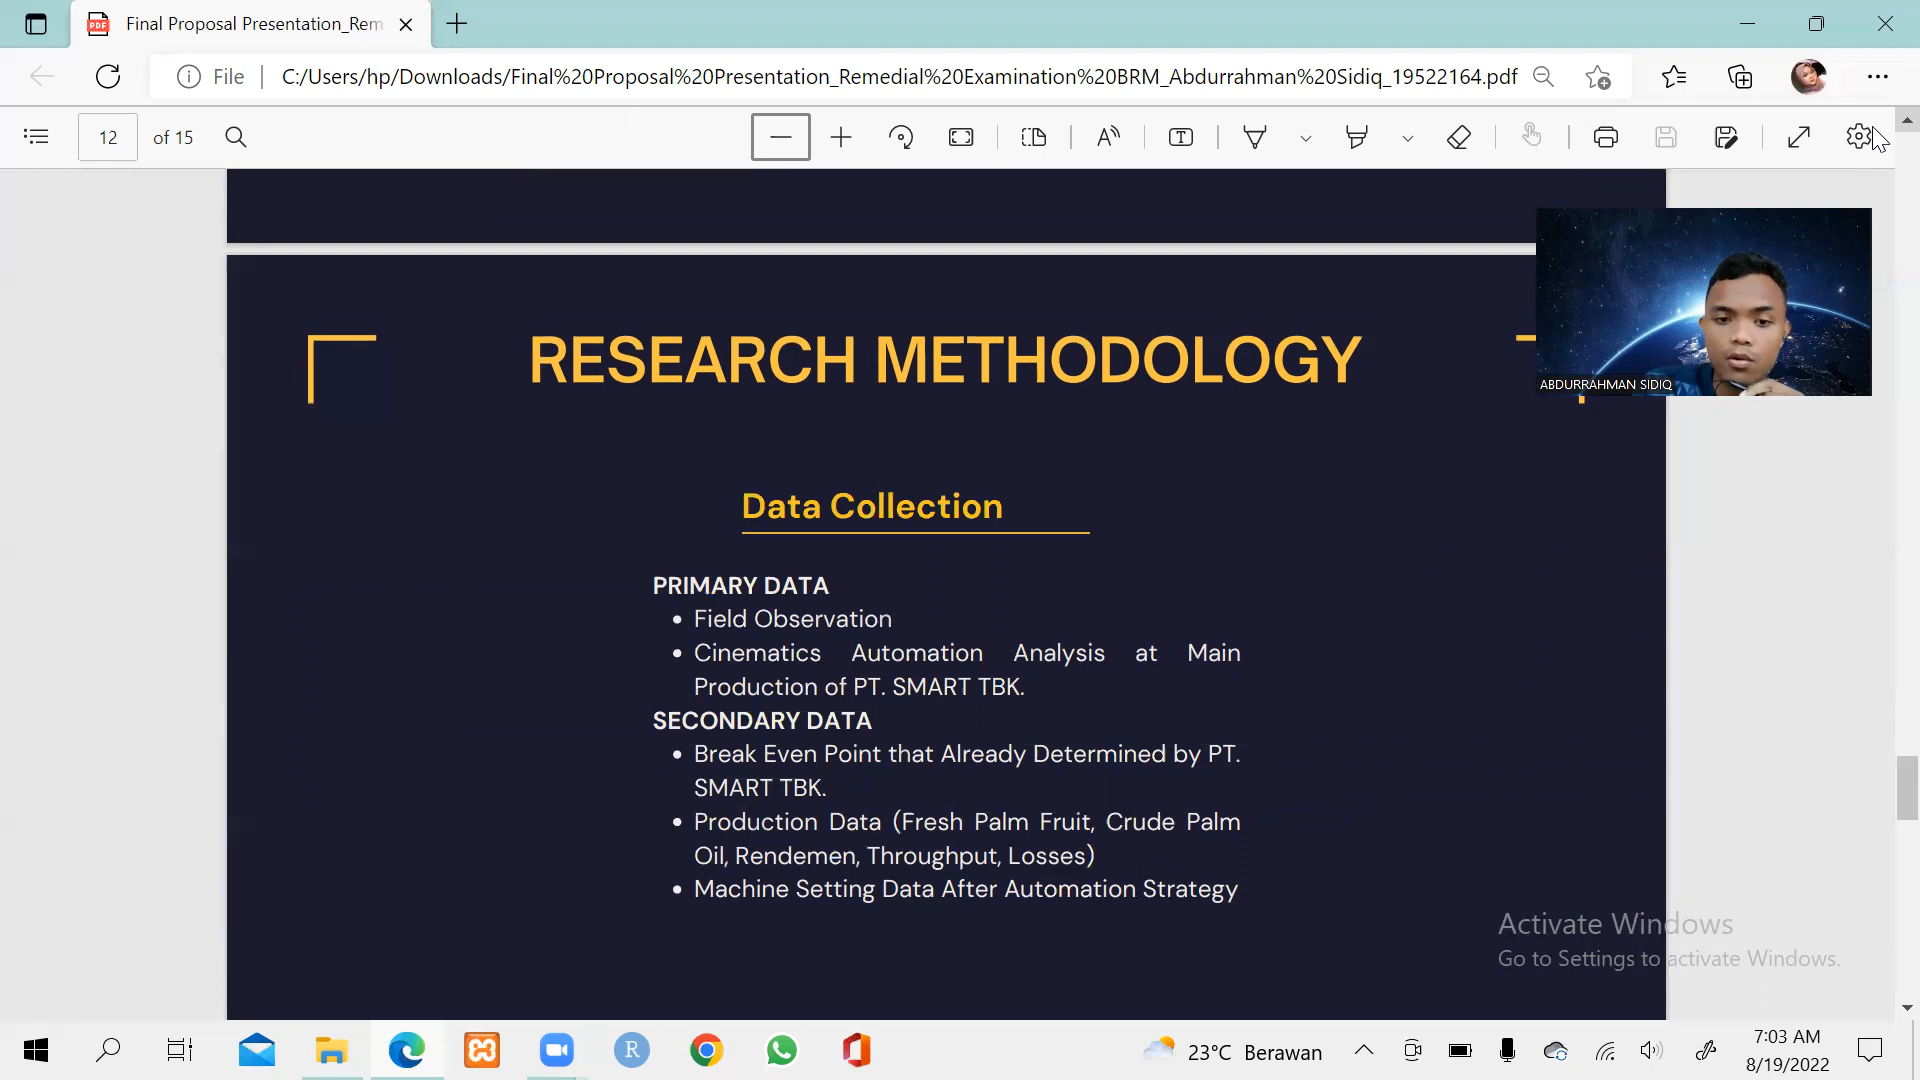 Final Proposal Presentation_Rem
File
C:/Users/hp/Downloads/Final%20Proposal%20Presentation_Remedial%20Examination%20BRM_Abdurrahman%20Sidiq_19522164.pdf
12 of 15
RESEARCH METHODOLOGY
ABDURRAHMAN SIDIQ
Data Collection
PRIMARY DATA
• Field Observation
• Cinematics Automation Analysis at Main
Production of PT. SMART TBK.
SECONDARY DATA
• Break Even Point that Already Determined by PT.
SMART TBK.
• Production Data (Fresh Palm Fruit, Crude Palm
Oil, Rendemen, Throughput, Losses)
• Machine Setting Data After Automation Strategy
Activate Windows
Go to Settings to activate Windows.
23°C Berawan
7:03 AM
8/19/2022